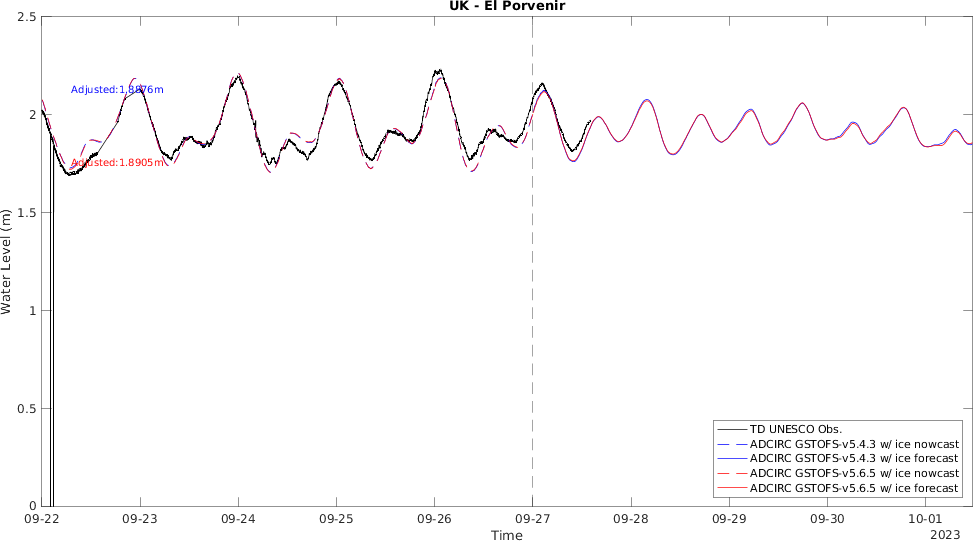 UK - El Porvenir
2.5
2
1.5
1
0.5
0
Water Level (m)
Adjusted:1.8876m
Adjusted:1.8905m
TD UNESCO Obs.
ADCIRC GSTOFS-v5.4.3 w/ ice nowcast
ADCIRC GSTOFS-v5.4.3 w/ ice forecast
ADCIRC GSTOFS-v5.6.5 w/ ice nowcast
ADCIRC GSTOFS-v5.6.5 w/ ice forecast
09-22 09-23 09-24 09-25 09-26 09-27 09-28 09-29 09-30 10-01
Time
2023